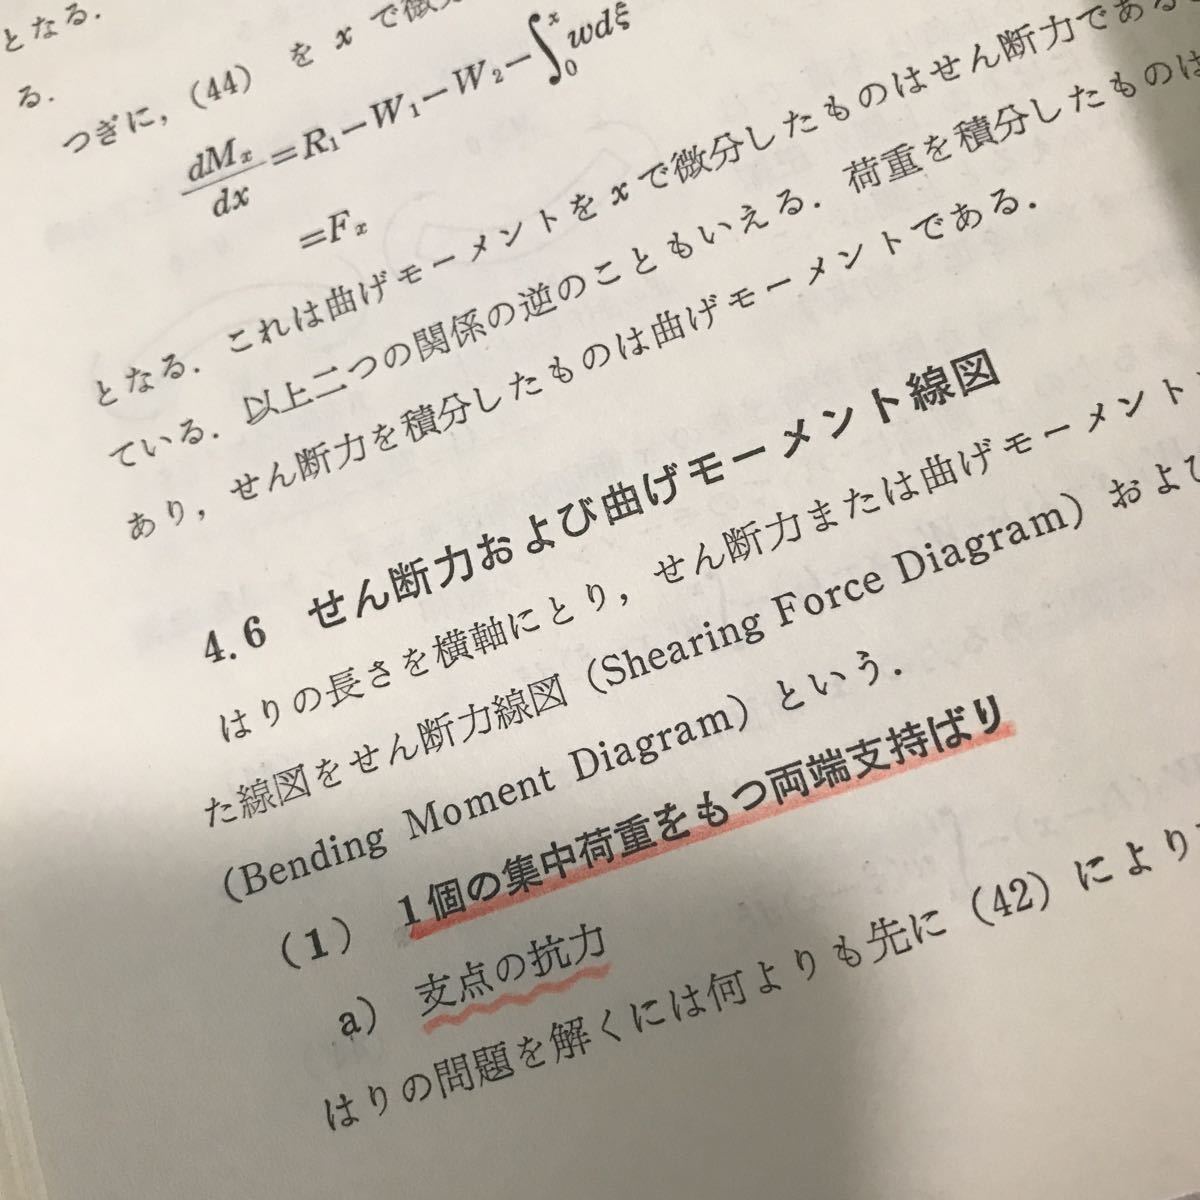 となる.
る.
つぎに, (44) を x で微分
dMx/dx=R1−W1−W2−∫0x wdξ
=Fx
となる. これは曲げモーメントを x で微分したものはせん断力である
ている. 以上二つの関係の逆のこともいえる. 荷重を積分したものは
あり, せん断力を積分したものは曲げモーメントである.
4.6 せん断力および曲げモーメント線図
はりの長さを横軸にとり, せん断力または曲げモーメント
た線図をせん断力線図 (Shearing Force Diagram) および
(Bending Moment Diagram) という.
(1) 1個の集中荷重をもつ両端支持ばり
a) 支点の抗力
はりの問題を解くには何よりも先に (42) により